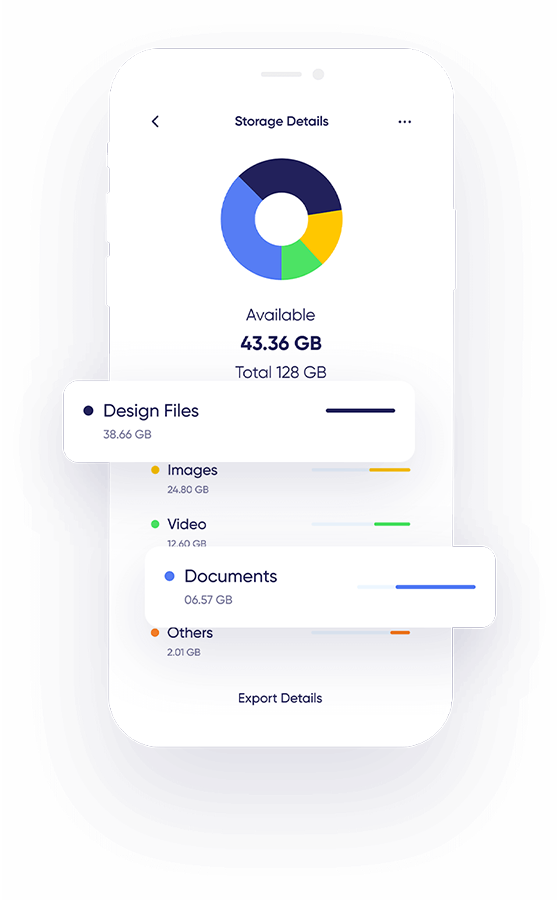 Storage Details
Available
43.36 GB
Total 128 GB
Design Files
38.66 GB
Images
24.80 GB
Video
12.60 GB
Documents
06.57 GB
Others
2.01 GB
Export Details